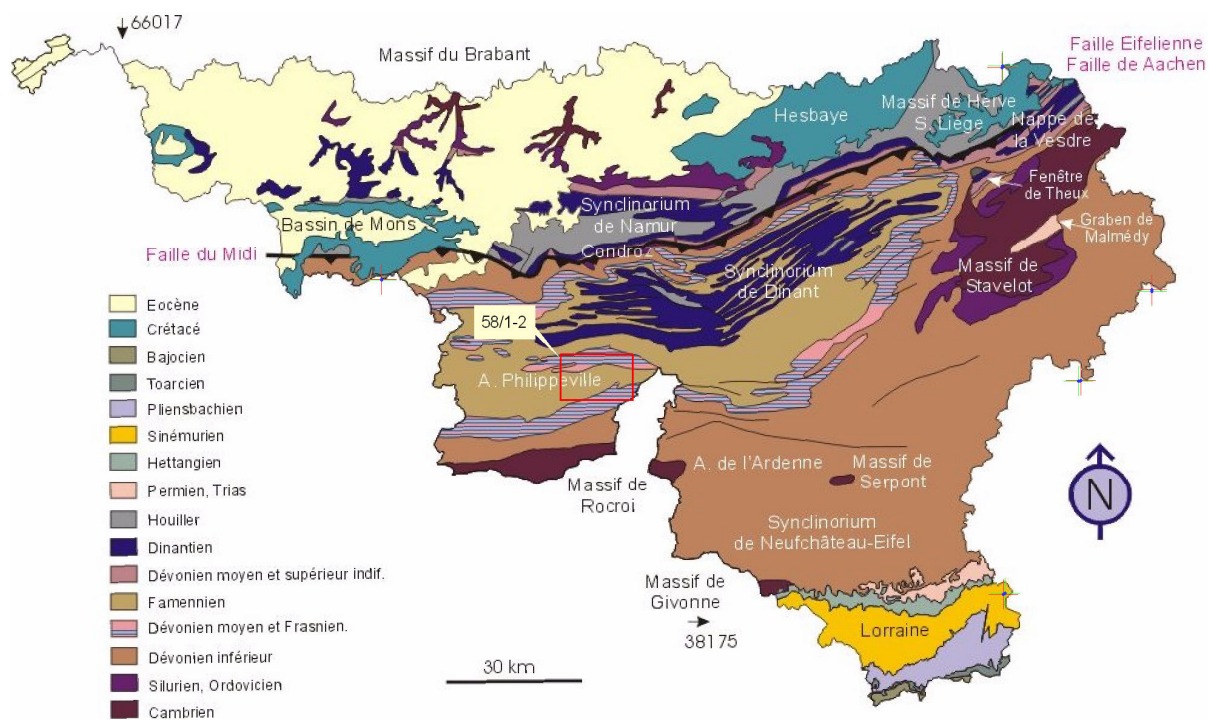 66017
Massif du Brabant
Faille Eifelienne
Faille de Aachen
Hesbaye
Massif de Herve
S. Liège
Nappe de
la Vesdre
Fenêtre
de Theux
Graben de
Malmédy
Synclinorium
de Namur
Bassin de Mons
Condroz
Faille du Midi
Synclinorium
de Dinant
Massif de
Stavelot
58/1-2
A. Philippeville
Eocène
Crétacé
Bajocien
Toarcien
Pliensbachien
Sinémurien
Hettangien
Permien, Trias
Houiller
Dinantien
Dévonien moyen et supérieur indif.
Famennien
Dévonien moyen et Frasnien.
Dévonien inférieur
Silurien, Ordovicien
Cambrien
A. de l'Ardenne
Massif de
Serpont
Massif de
Rocroi
Synclinorium
de Neufchâteau-Eifel
N
Massif de
Givonne
38175
Lorraine
30 km